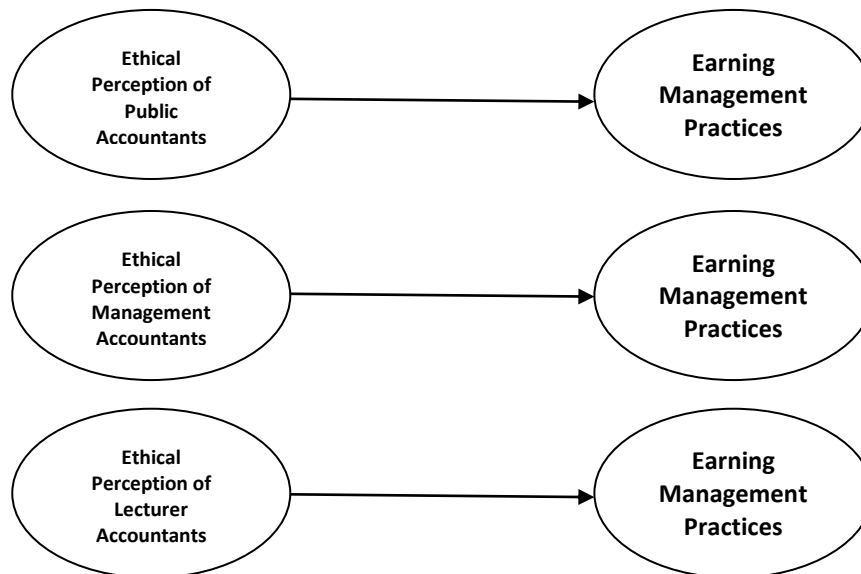 Ethical
Perception of
Public
Accountants
Earning
Management
Practices
Ethical
Perception of
Management
Accountants
Earning
Management
Practices
Ethical
Perception of
Lecturer
Accountants
Earning
Management
Practices